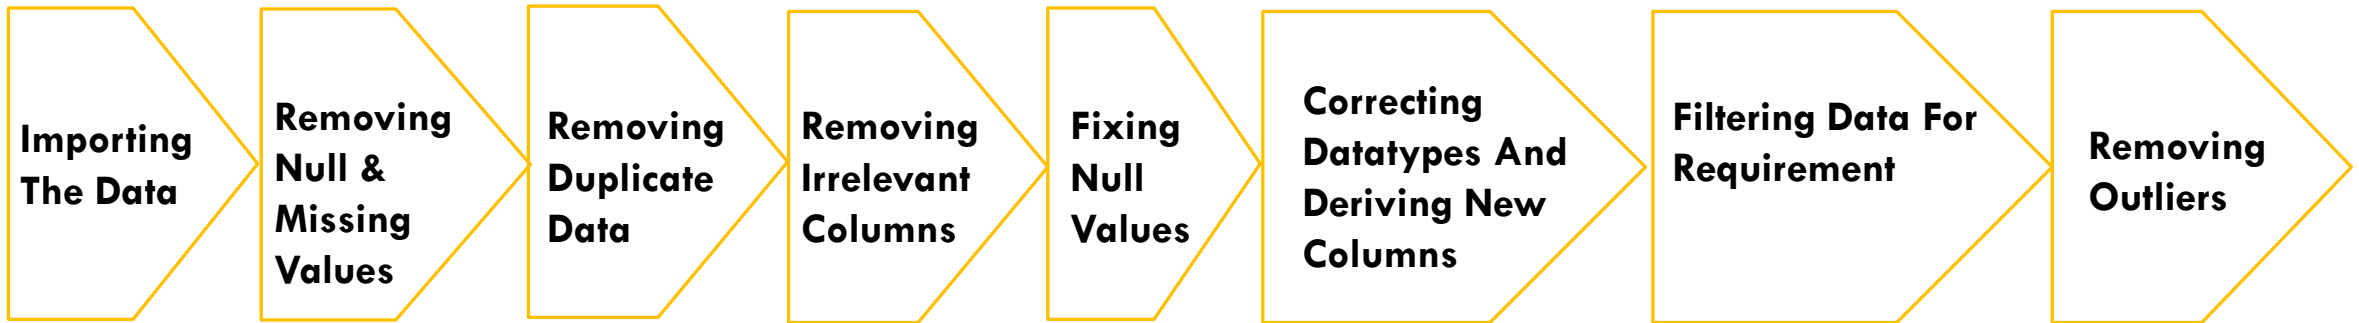 Importing
The Data
Removing
Null &
Missing
Values
Removing
Duplicate
Data
Removing
Irrelevant
Columns
Fixing
Null
Values
Correcting
Datatypes And
Deriving New
Columns
Filtering Data For
Requirement
Removing
Outliers